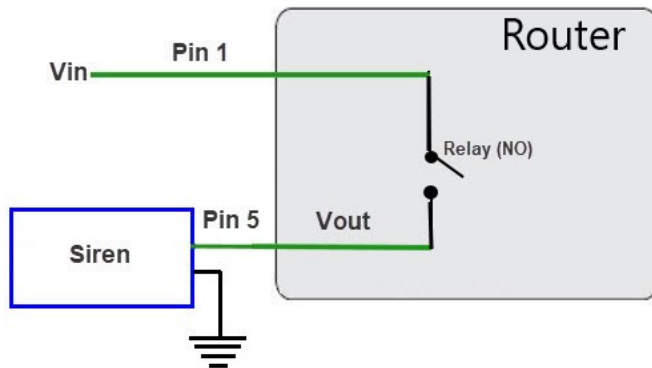 Router
Pin 1
Vin
Relay (NO)
Pin 5
Vout
Siren